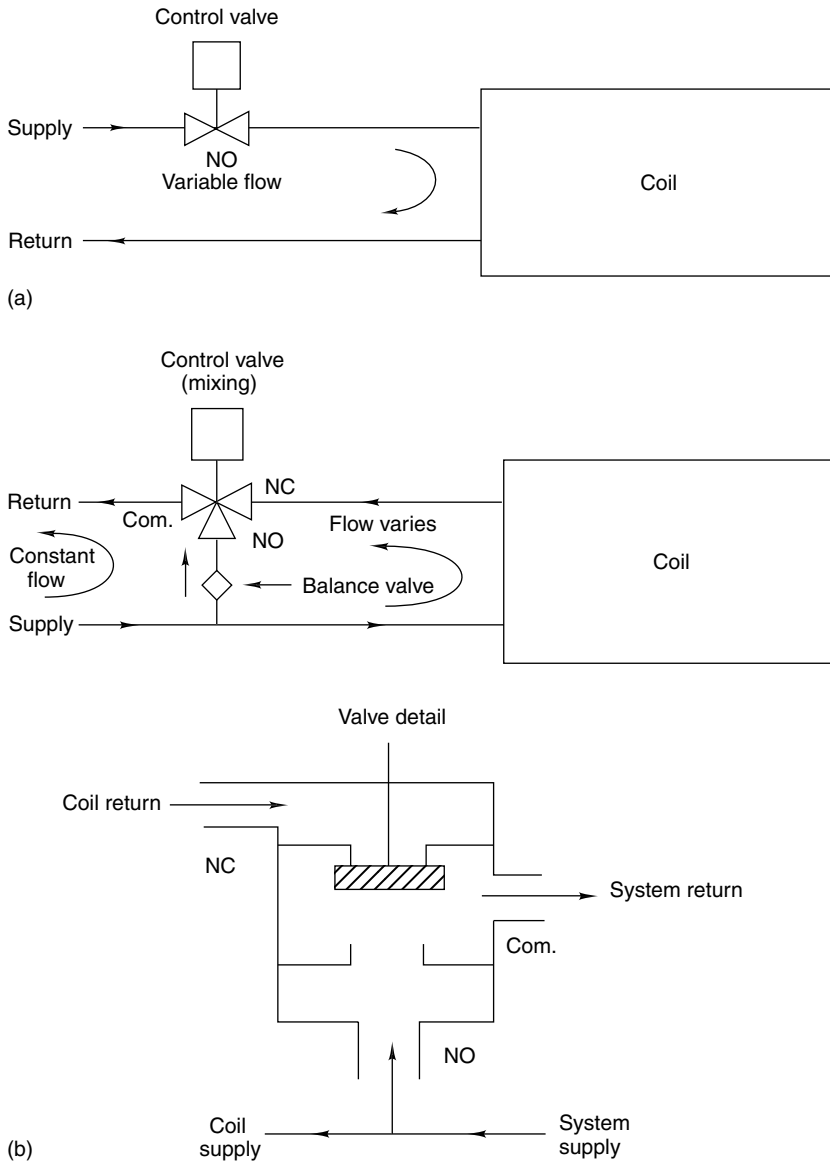 Control valve
Supply
NO
Variable flow
Coil
Return
(a)
Control valve
(mixing)
Return
NC
Com.
Flow varies
NO
Constant
flow
Balance valve
Coil
Supply
Valve detail
Coil return
NC
System return
Com.
NO
Coil
supply
System
supply
(b)